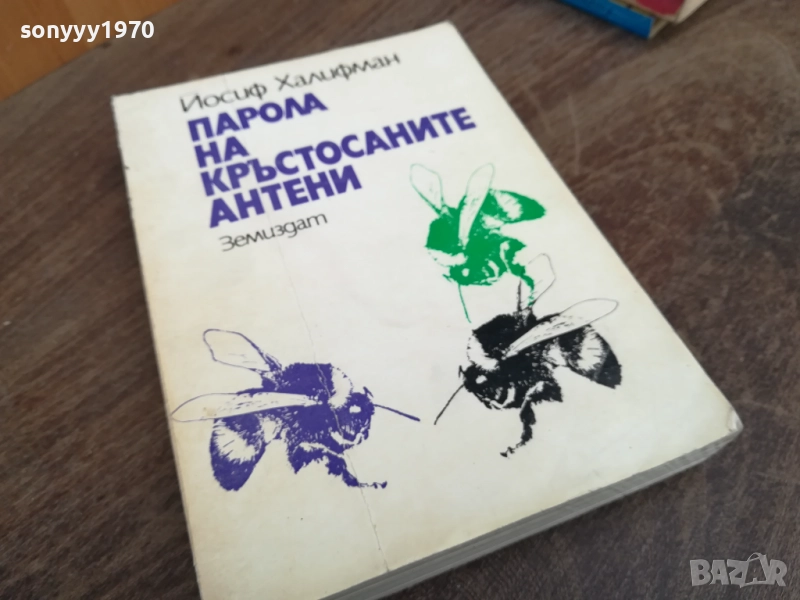 sonyyy1970
Йосиф Халифман
ПАРОЛА
НА
КРЪСТОСАНИТЕ
АНТЕНИ
Земиздат
BAZAR